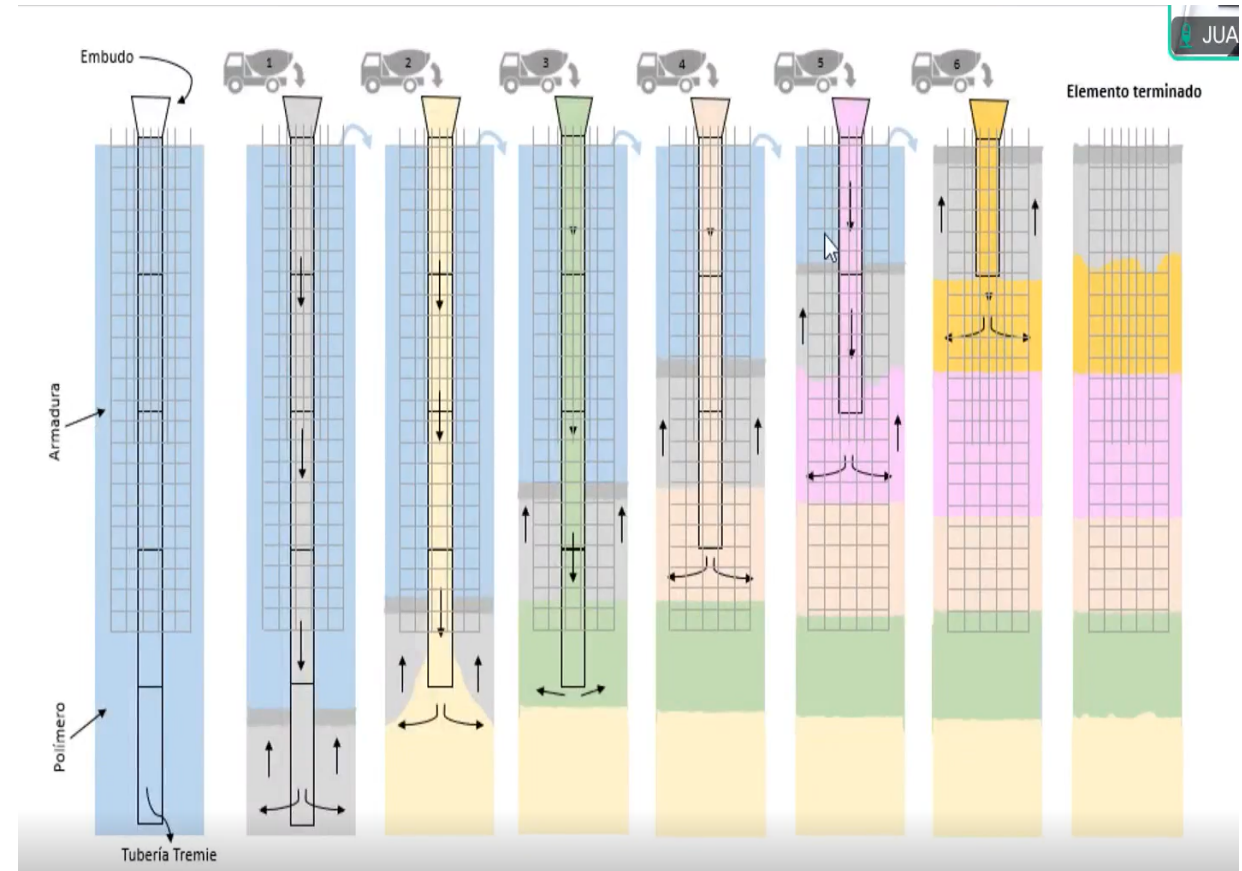 JUA
Embudo
1
2
3
4
5
6
Elemento terminado
Armadura
Polímero
Tubería Tremie